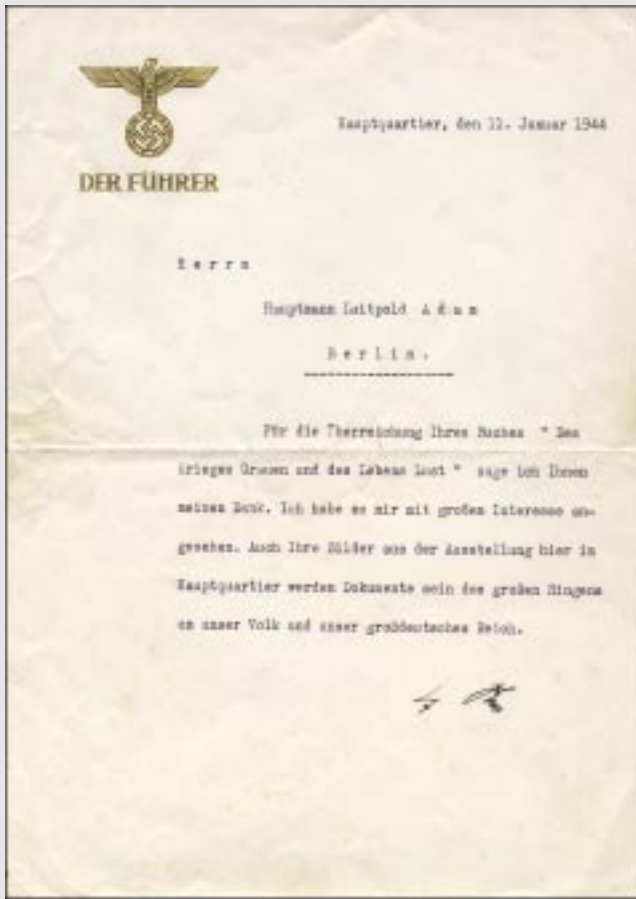 DER FÜHRER
Hauptquartier, den 11. Januar 1944
Herrn
Hauptmann Luitpold Adam
Berlin.
Für die Überreichung Ihres Buches " Des
Krieges Grauen und des Lebens Lust " sage ich Ihnen
meinen Dank. Ich habe es mir mit großem Interesse an-
gesehen. Auch Ihre Bilder aus der Ausstellung hier im
Hauptquartier werden Dokumente sein des großen Ringens
um unser Volk und unser großdeutsches Reich.